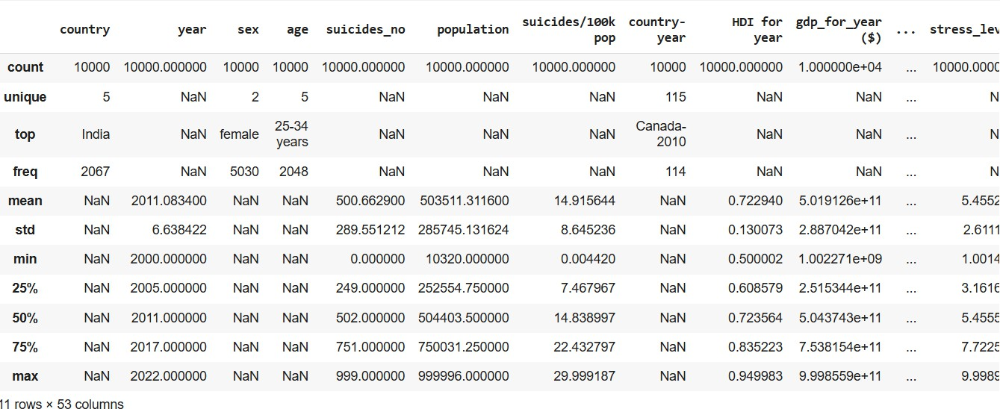 country year sex age suicides_no population suicides/100k pop country-year HDI for year gdp_for_year ($) ... stress_lev
count 10000 10000.000000 10000 10000 10000.000000 10000.000000 10000.000000 10000 10000.000000 1.000000e+04 ... 10000.0000
unique 5 NaN 2 5 NaN NaN NaN 115 NaN NaN ... N
top India NaN female 25-34 years NaN NaN NaN Canada-2010 NaN NaN ... N
freq 2067 NaN 5030 2048 NaN NaN NaN 114 NaN NaN ... N
mean NaN 2011.083400 NaN NaN 500.662900 503511.311600 14.915644 NaN 0.722940 5.019126e+11 ... 5.4552
std NaN 6.638422 NaN NaN 289.551212 285745.131624 8.645236 NaN 0.130073 2.887042e+11 ... 2.6111
min NaN 2000.000000 NaN NaN 0.000000 10320.000000 0.004420 NaN 0.500002 1.002271e+09 ... 1.0014
25% NaN 2005.000000 NaN NaN 249.000000 252554.750000 7.467967 NaN 0.608579 2.515344e+11 ... 3.1616
50% NaN 2011.000000 NaN NaN 502.000000 504403.500000 14.838997 NaN 0.723564 5.043743e+11 ... 5.4555
75% NaN 2017.000000 NaN NaN 751.000000 750031.250000 22.432797 NaN 0.835223 7.538154e+11 ... 7.7225
max NaN 2022.000000 NaN NaN 999.000000 999996.000000 29.999187 NaN 0.949983 9.998559e+11 ... 9.9989
11 rows × 53 columns